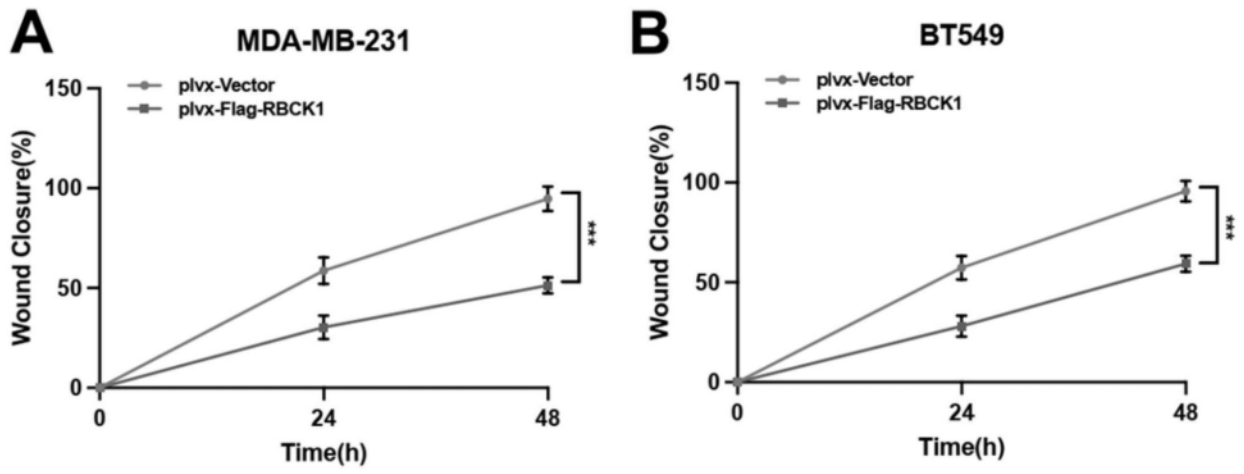 A
MDA-MB-231
plvx-Vector
plvx-Flag-RBCK1
Wound Closure(%)
150
100
50
0
***
0
24
48
Time(h)
B
BT549
plvx-Vector
plvx-Flag-RBCK1
Wound Closure(%)
150
100
50
0
***
0
24
48
Time(h)